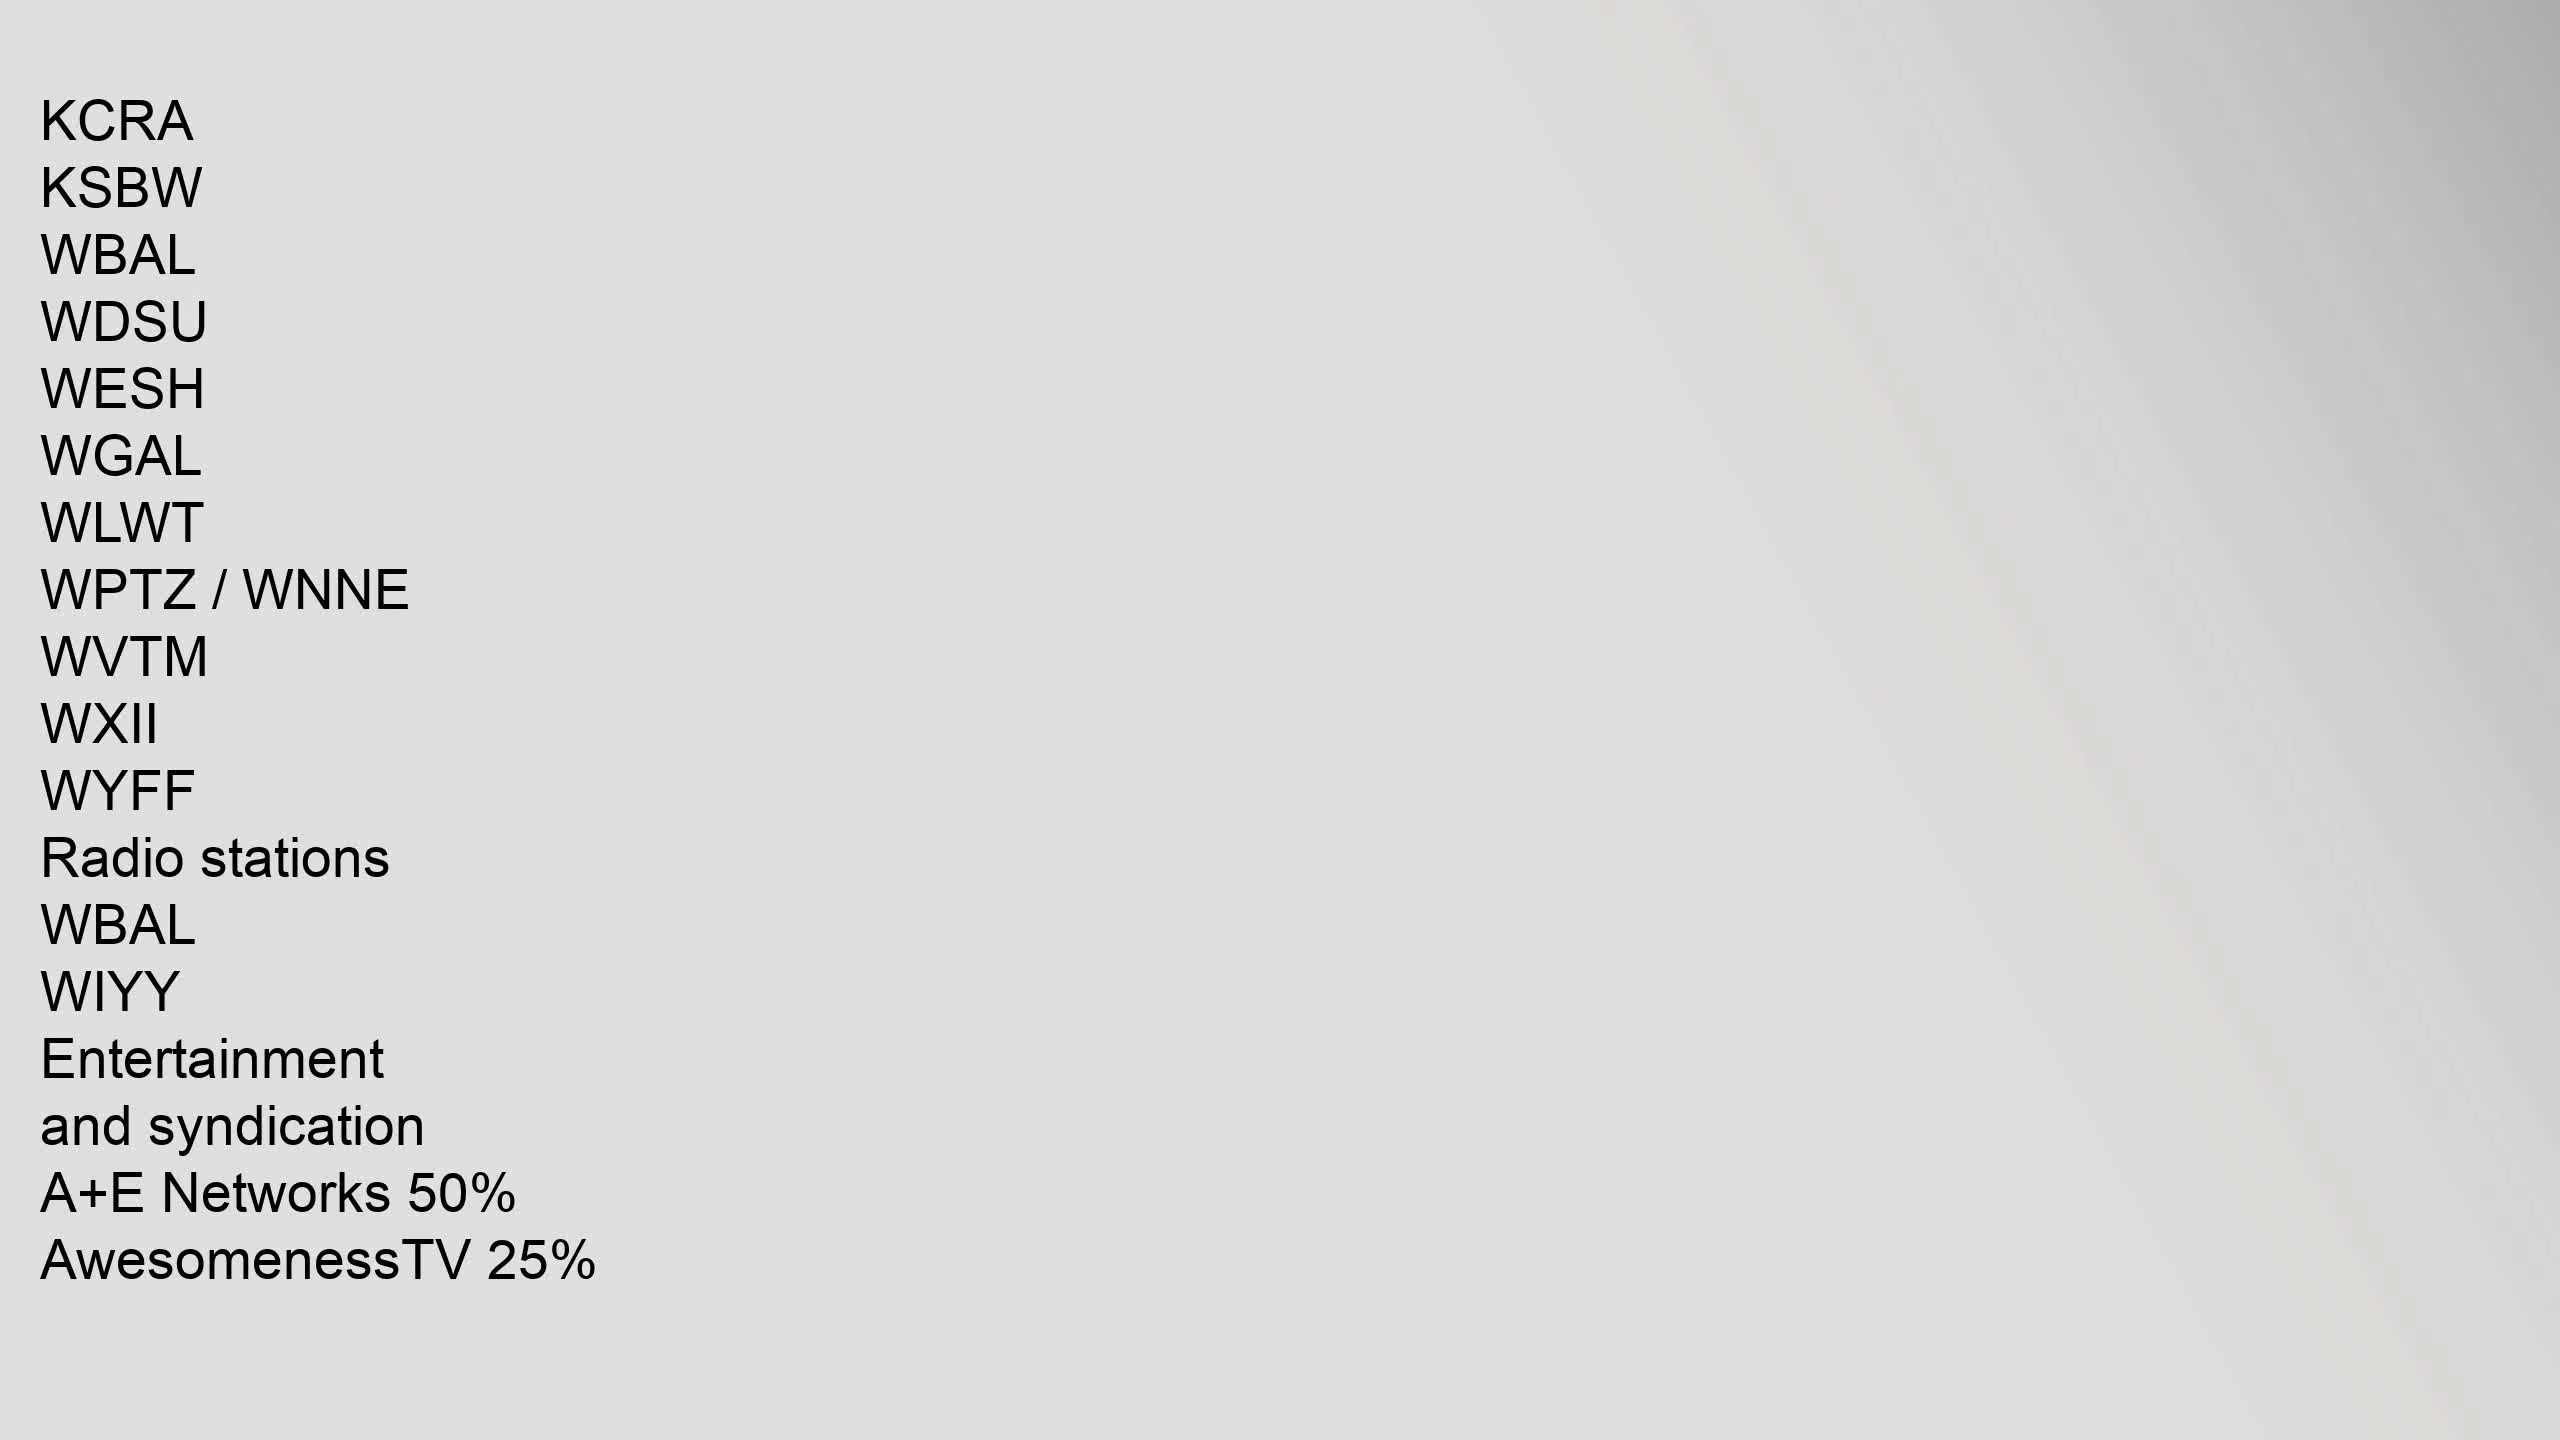 KCRA
KSBW
WBAL
WDSU
WESH
WGAL
WLWT
WPTZ / WNNE
WVTM
WXII
WYFF
Radio stations
WBAL
WIYY
Entertainment
and syndication
A+E Networks 50%
AwesomenessTV 25%